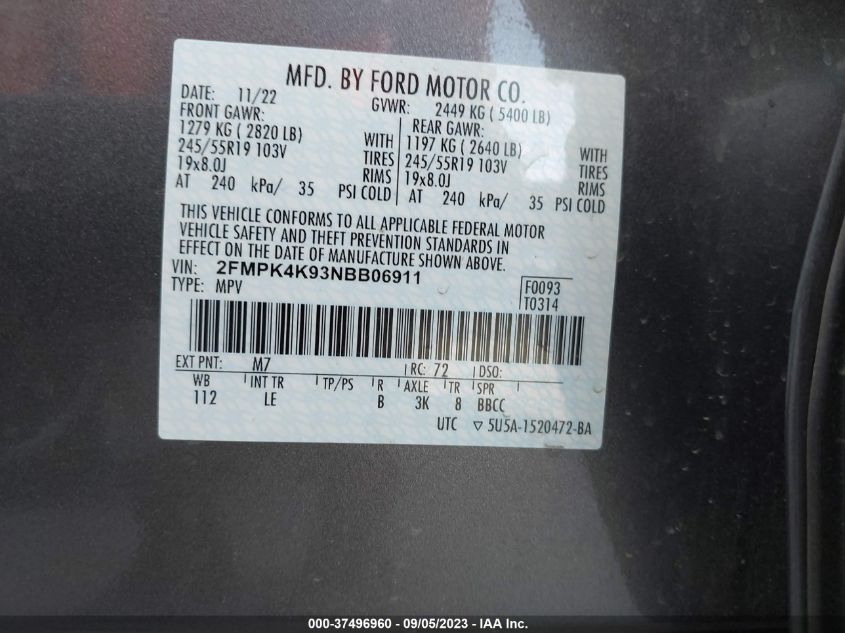 MFD. BY FORD MOTOR CO.
DATE: 11/22 GVWR: 2449 KG ( 5400 LB)
FRONT GAWR: REAR GAWR:
1279 KG ( 2820 LB) WITH 1197 KG ( 2640 LB) WITH
245/55R19 103V TIRES 245/55R19 103V TIRES
19x8.0J RIMS 19x8.0J RIMS
AT 240 kPa/ 35 PSI COLD AT 240 kPa/ 35 PSI COLD
THIS VEHICLE CONFORMS TO ALL APPLICABLE FEDERAL MOTOR
VEHICLE SAFETY AND THEFT PREVENTION STANDARDS IN
EFFECT ON THE DATE OF MANUFACTURE SHOWN ABOVE.
VIN: 2FMPK4K93NBB06911 F0093
TYPE: MPV T0314
EXT PNT: M7 RC: 72 DSO:
WB INT TR TP/PS R AXLE TR SPR
112 LE B 3K 8 BBCC
UTC ▽ 5U5A-1520472-BA
000-37496960 - 09/05/2023 - IAA Inc.